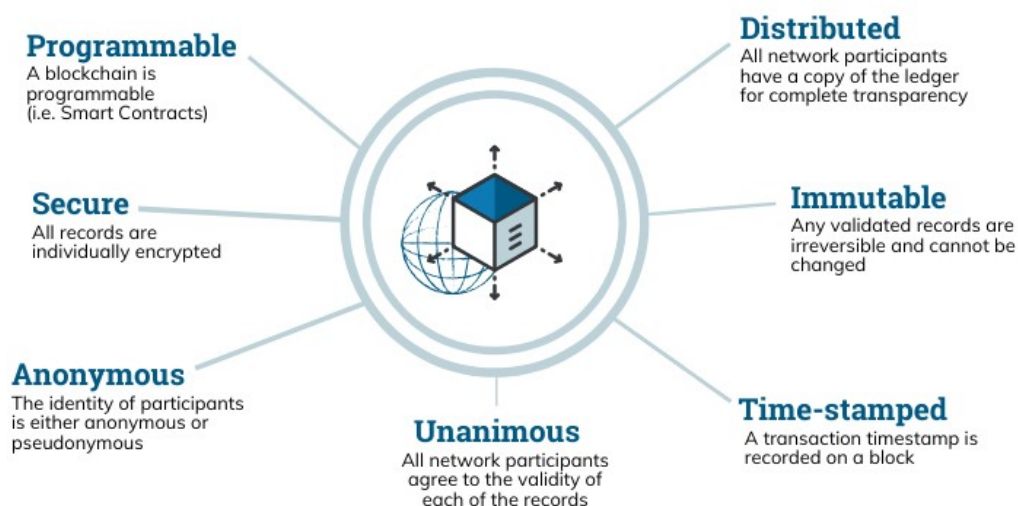 Programmable
A blockchain is
programmable
(i.e. Smart Contracts)
Secure
All records are
individually encrypted
Anonymous
The identity of participants
is either anonymous or
pseudonymous
Unanimous
All network participants
agree to the validity of
each of the records
Distributed
All network participants
have a copy of the ledger
for complete transparency
Immutable
Any validated records are
irreversible and cannot be
changed
Time-stamped
A transaction timestamp is
recorded on a block